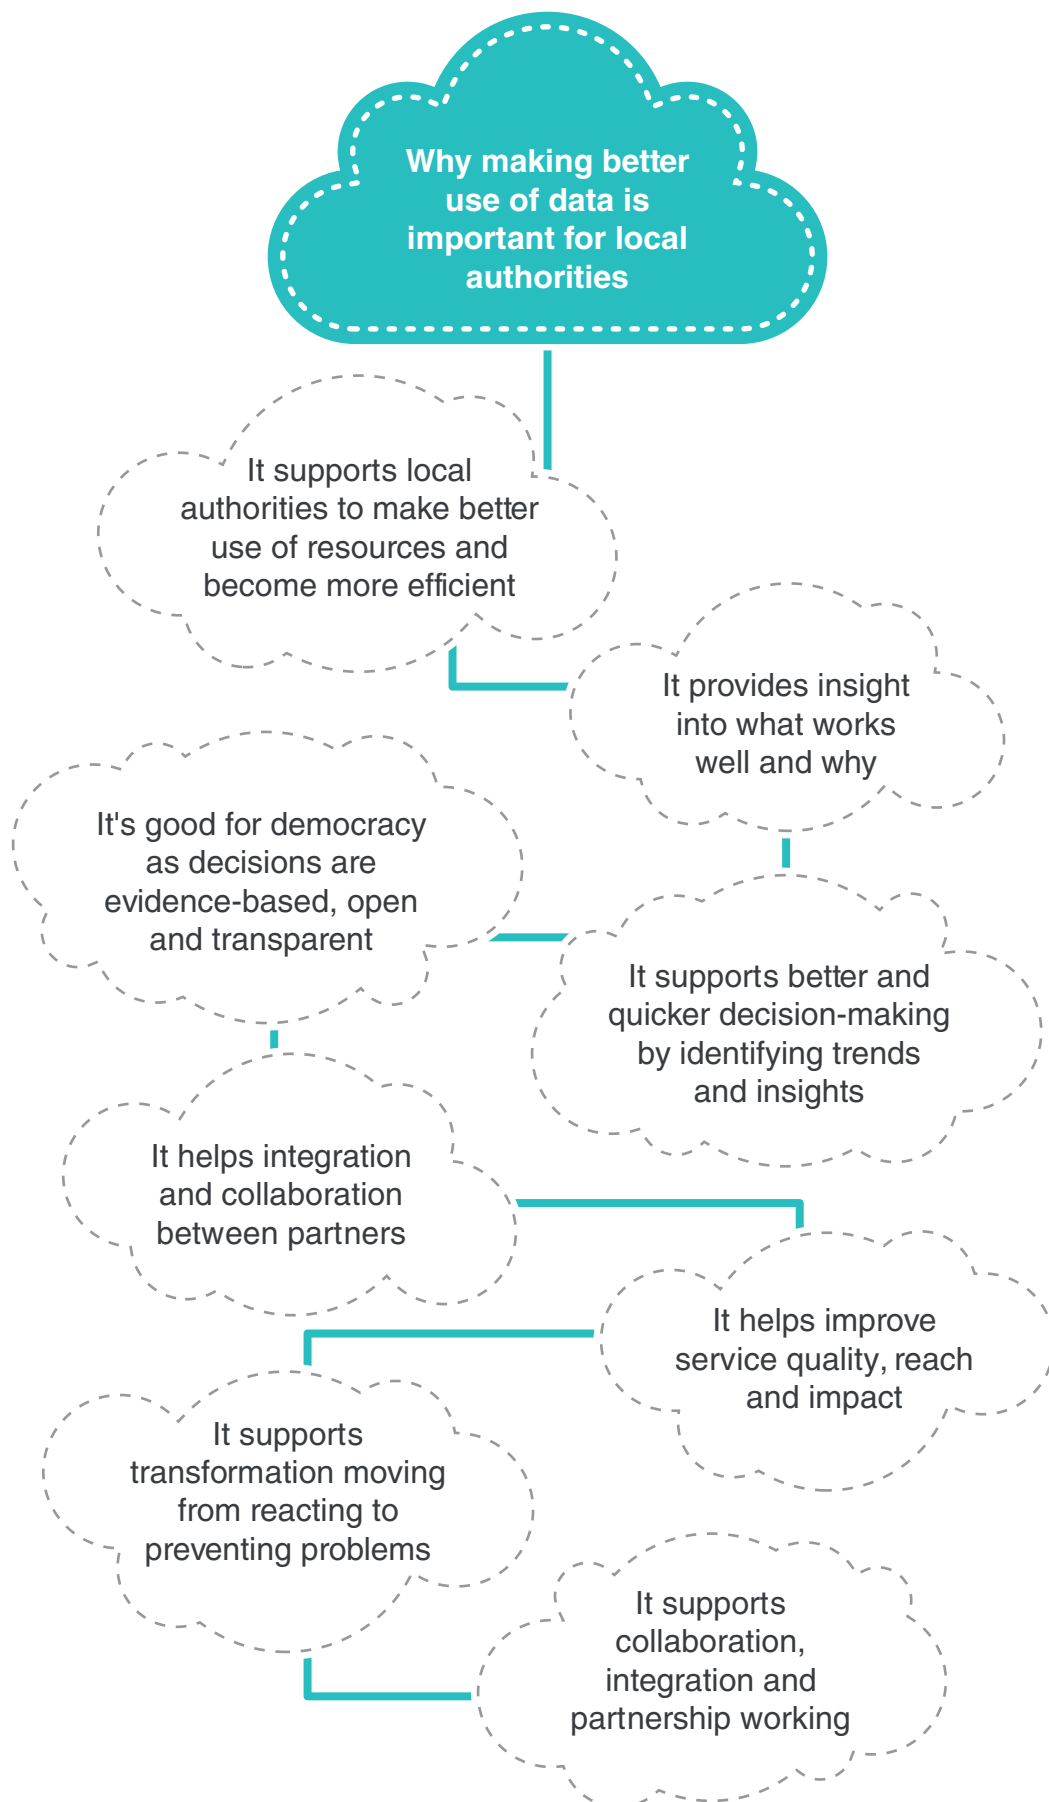 Why making better
use of data is
important for local
authorities
It supports local
authorities to make better
use of resources and
become more efficient
It provides insight
into what works
well and why
It's good for democracy
as decisions are
evidence-based, open
and transparent
It supports better and
quicker decision-making
by identifying trends
and insights
It helps integration
and collaboration
between partners
It helps improve
service quality, reach
and impact
It supports
transformation moving
from reacting to
preventing problems
It supports
collaboration,
integration and
partnership working